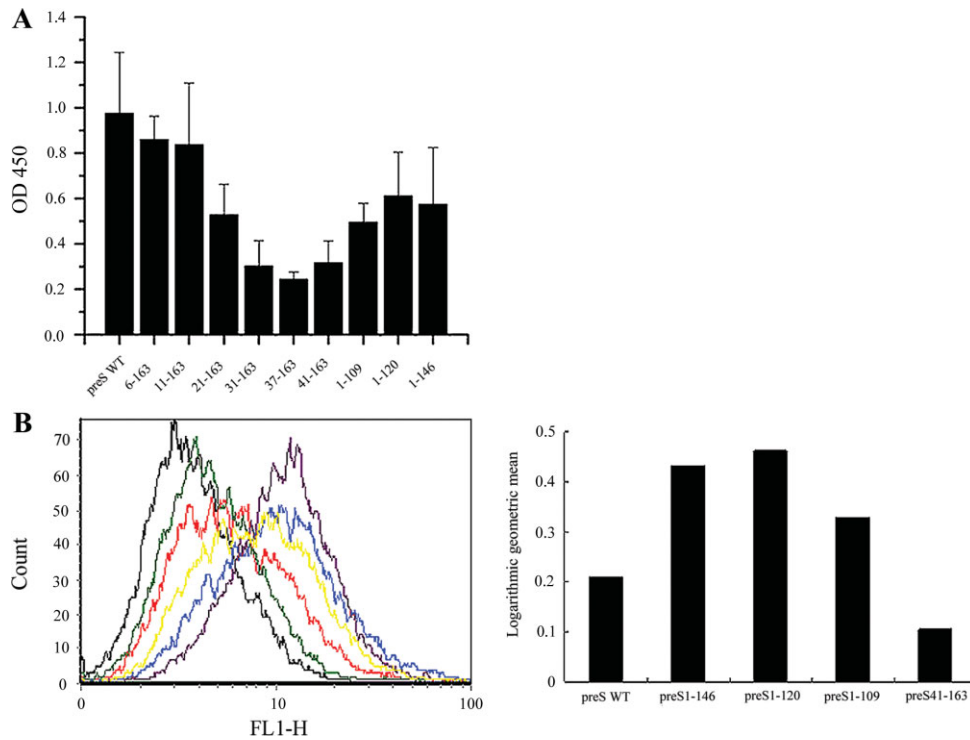 A
1.4
1.2
1.0
0.8
0.6
0.4
0.2
0.0
OD 450
preS WT
6-163
11-163
21-163
31-163
37-163
41-163
1-109
1-120
1-146
B
70
60
50
40
30
20
10
0
Count
0
10
100
FL1-H
0.5
0.4
0.3
0.2
0.1
0
Logarithmic geometric mean
preS WT
preS1-146
preS1-120
preS1-109
preS41-163